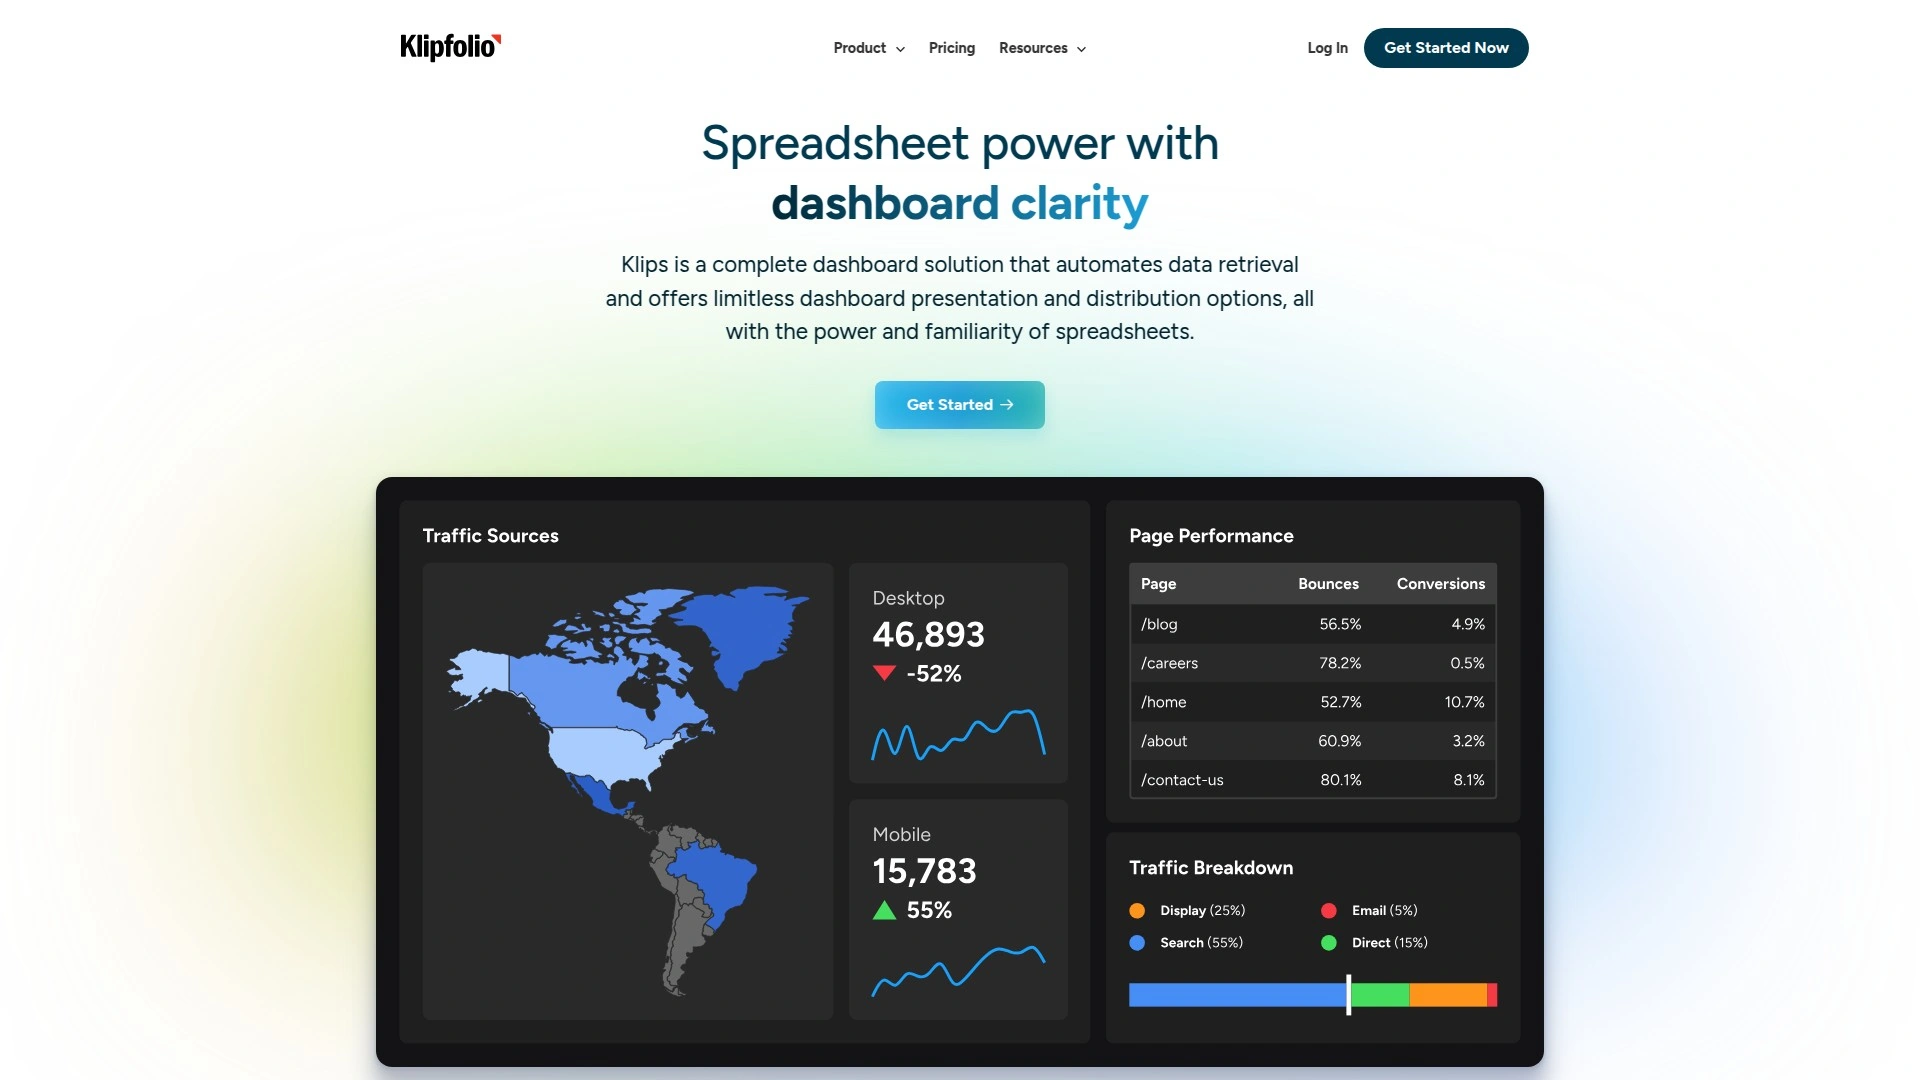 Klipfolio
Product
Pricing
Resources
Log In
Get Started Now
Spreadsheet power with
dashboard clarity
Klips is a complete dashboard solution that automates data retrieval
and offers limitless dashboard presentation and distribution options, all
with the power and familiarity of spreadsheets.
Get Started →
Traffic Sources
Desktop
46,893
-52%
Mobile
15,783
55%
Page Performance
Page Bounces Conversions
/blog 56.5% 4.9%
/careers 78.2% 0.5%
/home 52.7% 10.7%
/about 60.9% 3.2%
/contact-us 80.1% 8.1%
Traffic Breakdown
Display (25%) Email (5%)
Search (55%) Direct (15%)